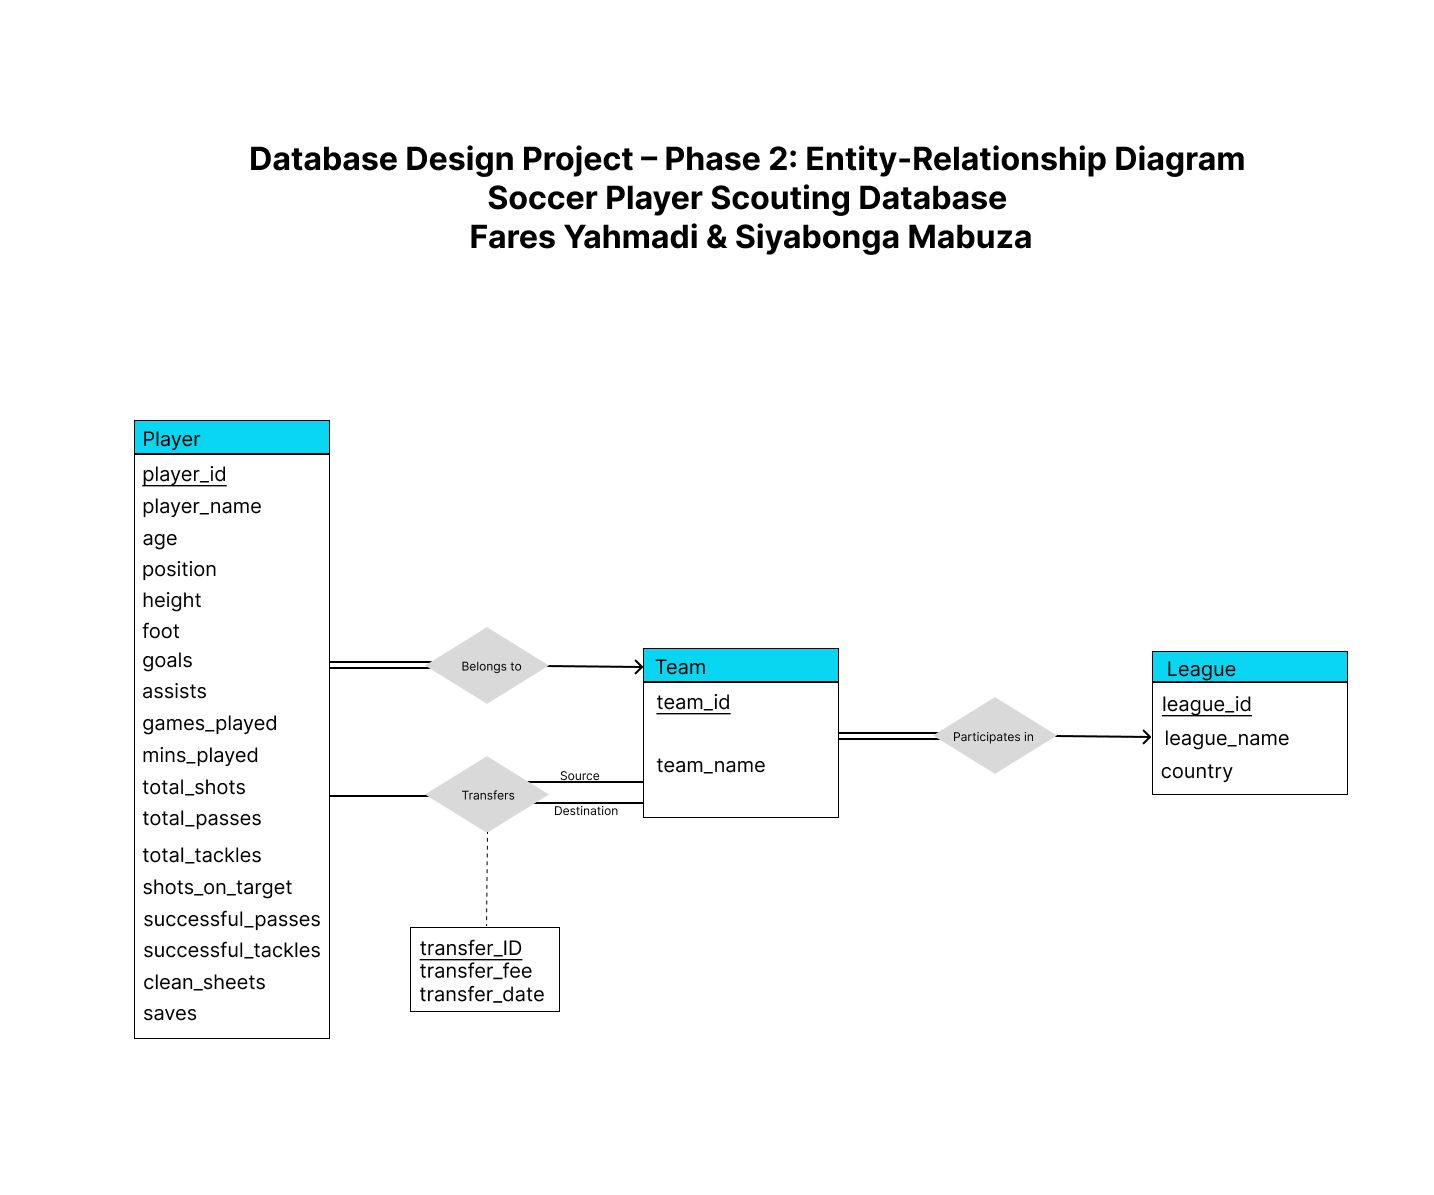 Database Design Project – Phase 2: Entity-Relationship Diagram
Soccer Player Scouting Database
Fares Yahmadi & Siyabonga Mabuza
Player
player_id
player_name
age
position
height
foot
goals
assists
games_played
mins_played
total_shots
total_passes
total_tackles
shots_on_target
successful_passes
successful_tackles
clean_sheets
saves
Belongs to
Transfers
Source
Destination
transfer_ID
transfer_fee
transfer_date
Team
team_id
team_name
Participates in
League
league_id
league_name
country